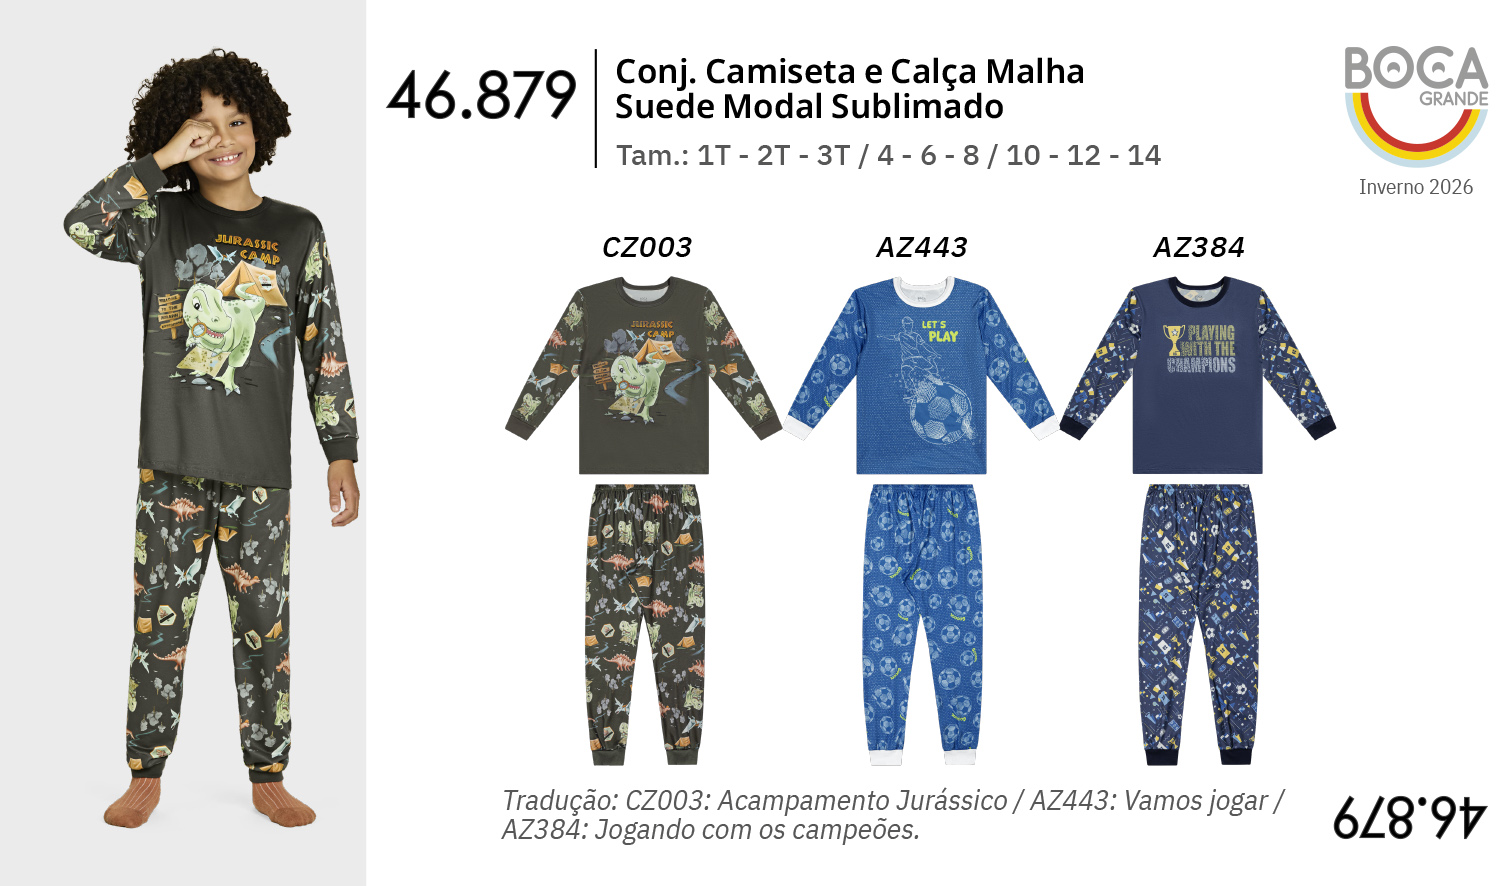 46.879
Conj. Camiseta e Calça Malha
Suede Modal Sublimado
Tam.: 1T - 2T - 3T / 4 - 6 - 8 / 10 - 12 - 14
BOCA
GRANDE
Inverno 2026
JURASSIC
CAMP
CZ003
AZ443
AZ384
JURASSIC
CAMP
LET'S
PLAY
PLAYING
WITH THE
CHAMPIONS
Tradução: CZ003: Acampamento Jurássico / AZ443: Vamos jogar /
AZ384: Jogando com os campeões.
46.879